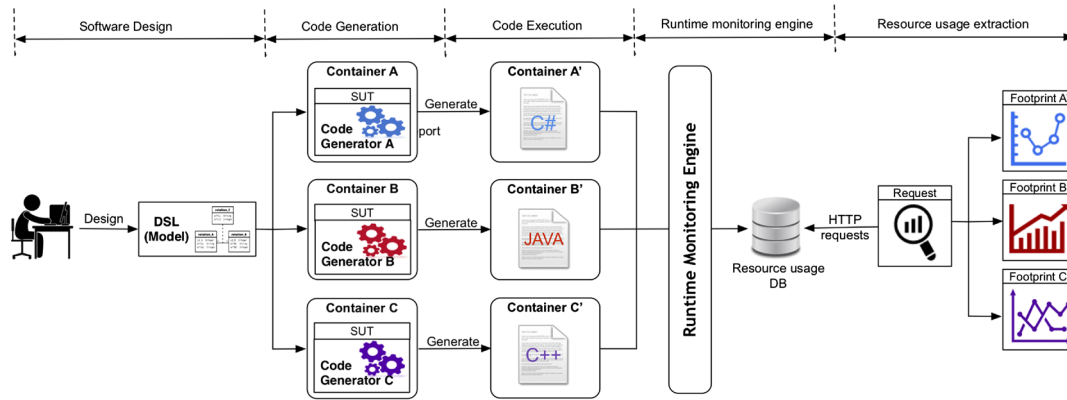 Software Design
Code Generation
Code Execution
Runtime monitoring engine
Resource usage extraction
Container A
SUT
Code
Generator A
Generate
port
Container A'
C#
Container B
SUT
Code
Generator B
Generate
Container B'
JAVA
Container C
SUT
Code
Generator C
Generate
Container C'
C++
Design
DSL
(Model)
Runtime Monitoring Engine
Resource usage
DB
HTTP
requests
Request
Footprint A'
Footprint B'
Footprint C'